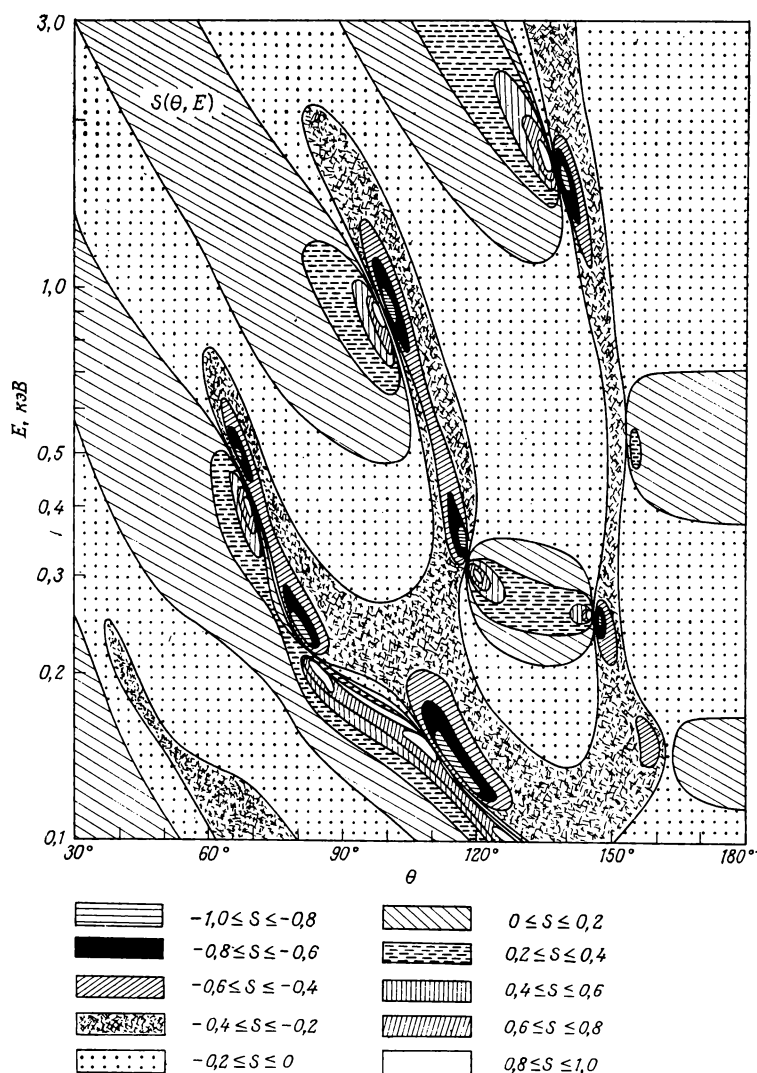 3,0
S(θ, E)
1,0
E, кэВ
0,5
0,4
0,3
0,2
0,1
30° 60° 90° 120° 150° 180°
θ
-1,0 ≤ S ≤ -0,8
-0,8 ≤ S ≤ -0,6
-0,6 ≤ S ≤ -0,4
-0,4 ≤ S ≤ -0,2
-0,2 ≤ S ≤ 0
0 ≤ S ≤ 0,2
0,2 ≤ S ≤ 0,4
0,4 ≤ S ≤ 0,6
0,6 ≤ S ≤ 0,8
0,8 ≤ S ≤ 1,0